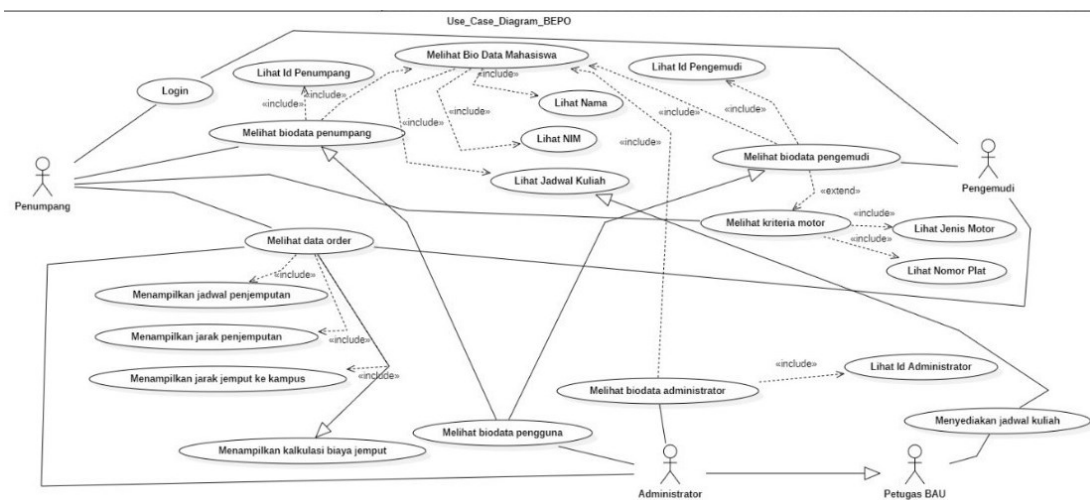 Use_Case_Diagram_BEPO
Melihat Bio Data Mahasiswa
Lihat Id Penumpang
Lihat Id Pengemudi
Login
«include»
«include»
«include»
Lihat Nama
«include»
«include»
«include»
«include»
«include»
Melihat biodata penumpang
Lihat NIM
Melihat biodata pengemudi
Penumpang
Lihat Jadwal Kuliah
Pengemudi
«extend»
Melihat kriteria motor
«include»
Lihat Jenis Motor
Melihat data order
«include»
Lihat Nomor Plat
«include»
Menampilkan jadwal penjemputan
Menampilkan jarak penjemputan
«include»
Menampilkan jarak jemput ke kampus
«include»
«include»
Lihat Id Administrator
Melihat biodata administrator
Menyediakan jadwal kuliah
Melihat biodata pengguna
Menampilkan kalkulasi biaya jemput
Administrator
Petugas BAU